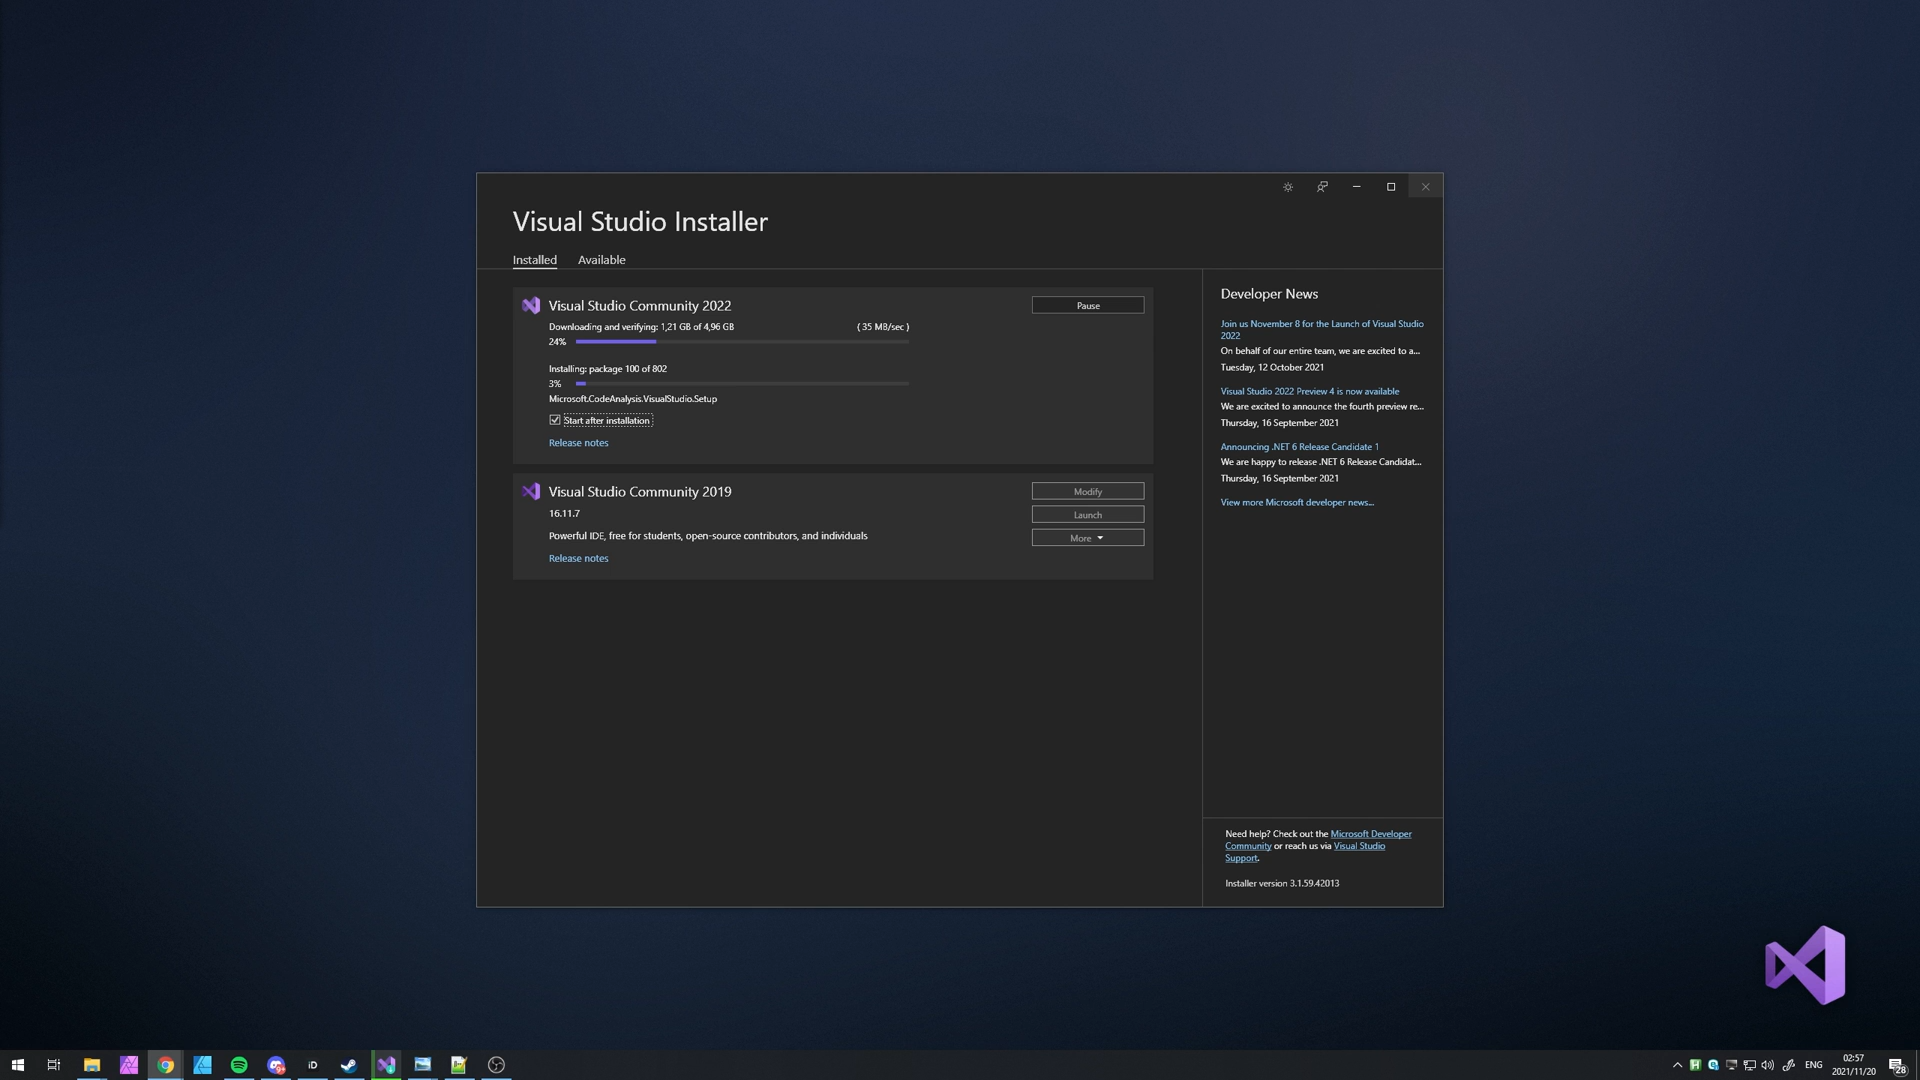 Visual Studio Installer
Installed
Available
Visual Studio Community 2022
Pause
Downloading and verifying: 1,21 GB of 4,96 GB
( 35 MB/sec )
24%
Installing: package 100 of 802
3%
Microsoft.CodeAnalysis.VisualStudio.Setup
Start after installation
Release notes
Visual Studio Community 2019
Modify
16.11.7
Launch
Powerful IDE, free for students, open-source contributors, and individuals
More
Release notes
Developer News
Join us November 8 for the Launch of Visual Studio
2022
On behalf of our entire team, we are excited to a...
Tuesday, 12 October 2021
Visual Studio 2022 Preview 4 is now available
We are excited to announce the fourth preview re...
Thursday, 16 September 2021
Announcing .NET 6 Release Candidate 1
We are happy to release .NET 6 Release Candidat...
Thursday, 16 September 2021
View more Microsoft developer news...
Need help? Check out the Microsoft Developer
Community or reach us via Visual Studio
Support.
Installer version 3.1.59.42013
iD
ENG
02:57
2021/11/20
28